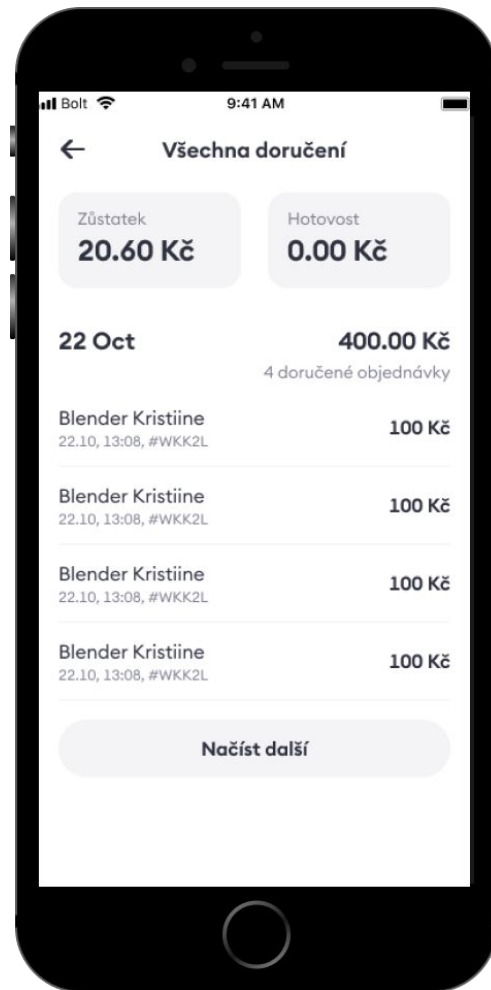 Bolt 9:41 AM
Všechna doručení
Zůstatek Hotovost
20.60 Kč 0.00 Kč
22 Oct 400.00 Kč
4 doručené objednávky
Blender Kristiine 100 Kč
22.10, 13:08, #WKK2L
Blender Kristiine 100 Kč
22.10, 13:08, #WKK2L
Blender Kristiine 100 Kč
22.10, 13:08, #WKK2L
Blender Kristiine 100 Kč
22.10, 13:08, #WKK2L
Načíst další